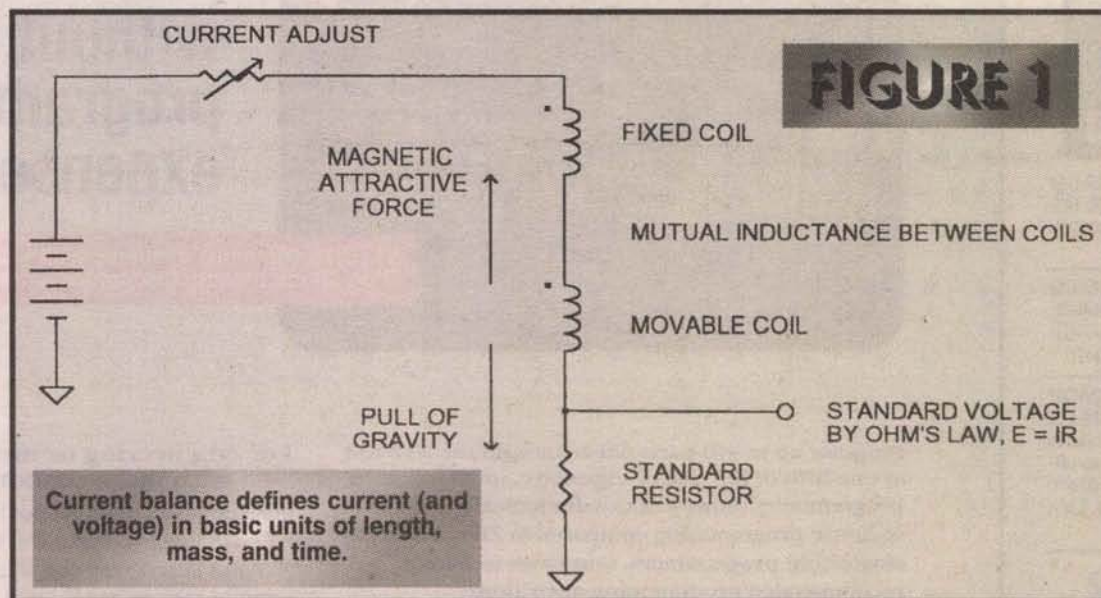 CURRENT ADJUST
FIGURE 1
FIXED COIL
MAGNETIC
ATTRACTIVE
FORCE
MUTUAL INDUCTANCE BETWEEN COILS
MOVABLE COIL
PULL OF
GRAVITY
STANDARD VOLTAGE
BY OHM'S LAW, E = IR
STANDARD
RESISTOR
Current balance defines current (and
voltage) in basic units of length,
mass, and time.